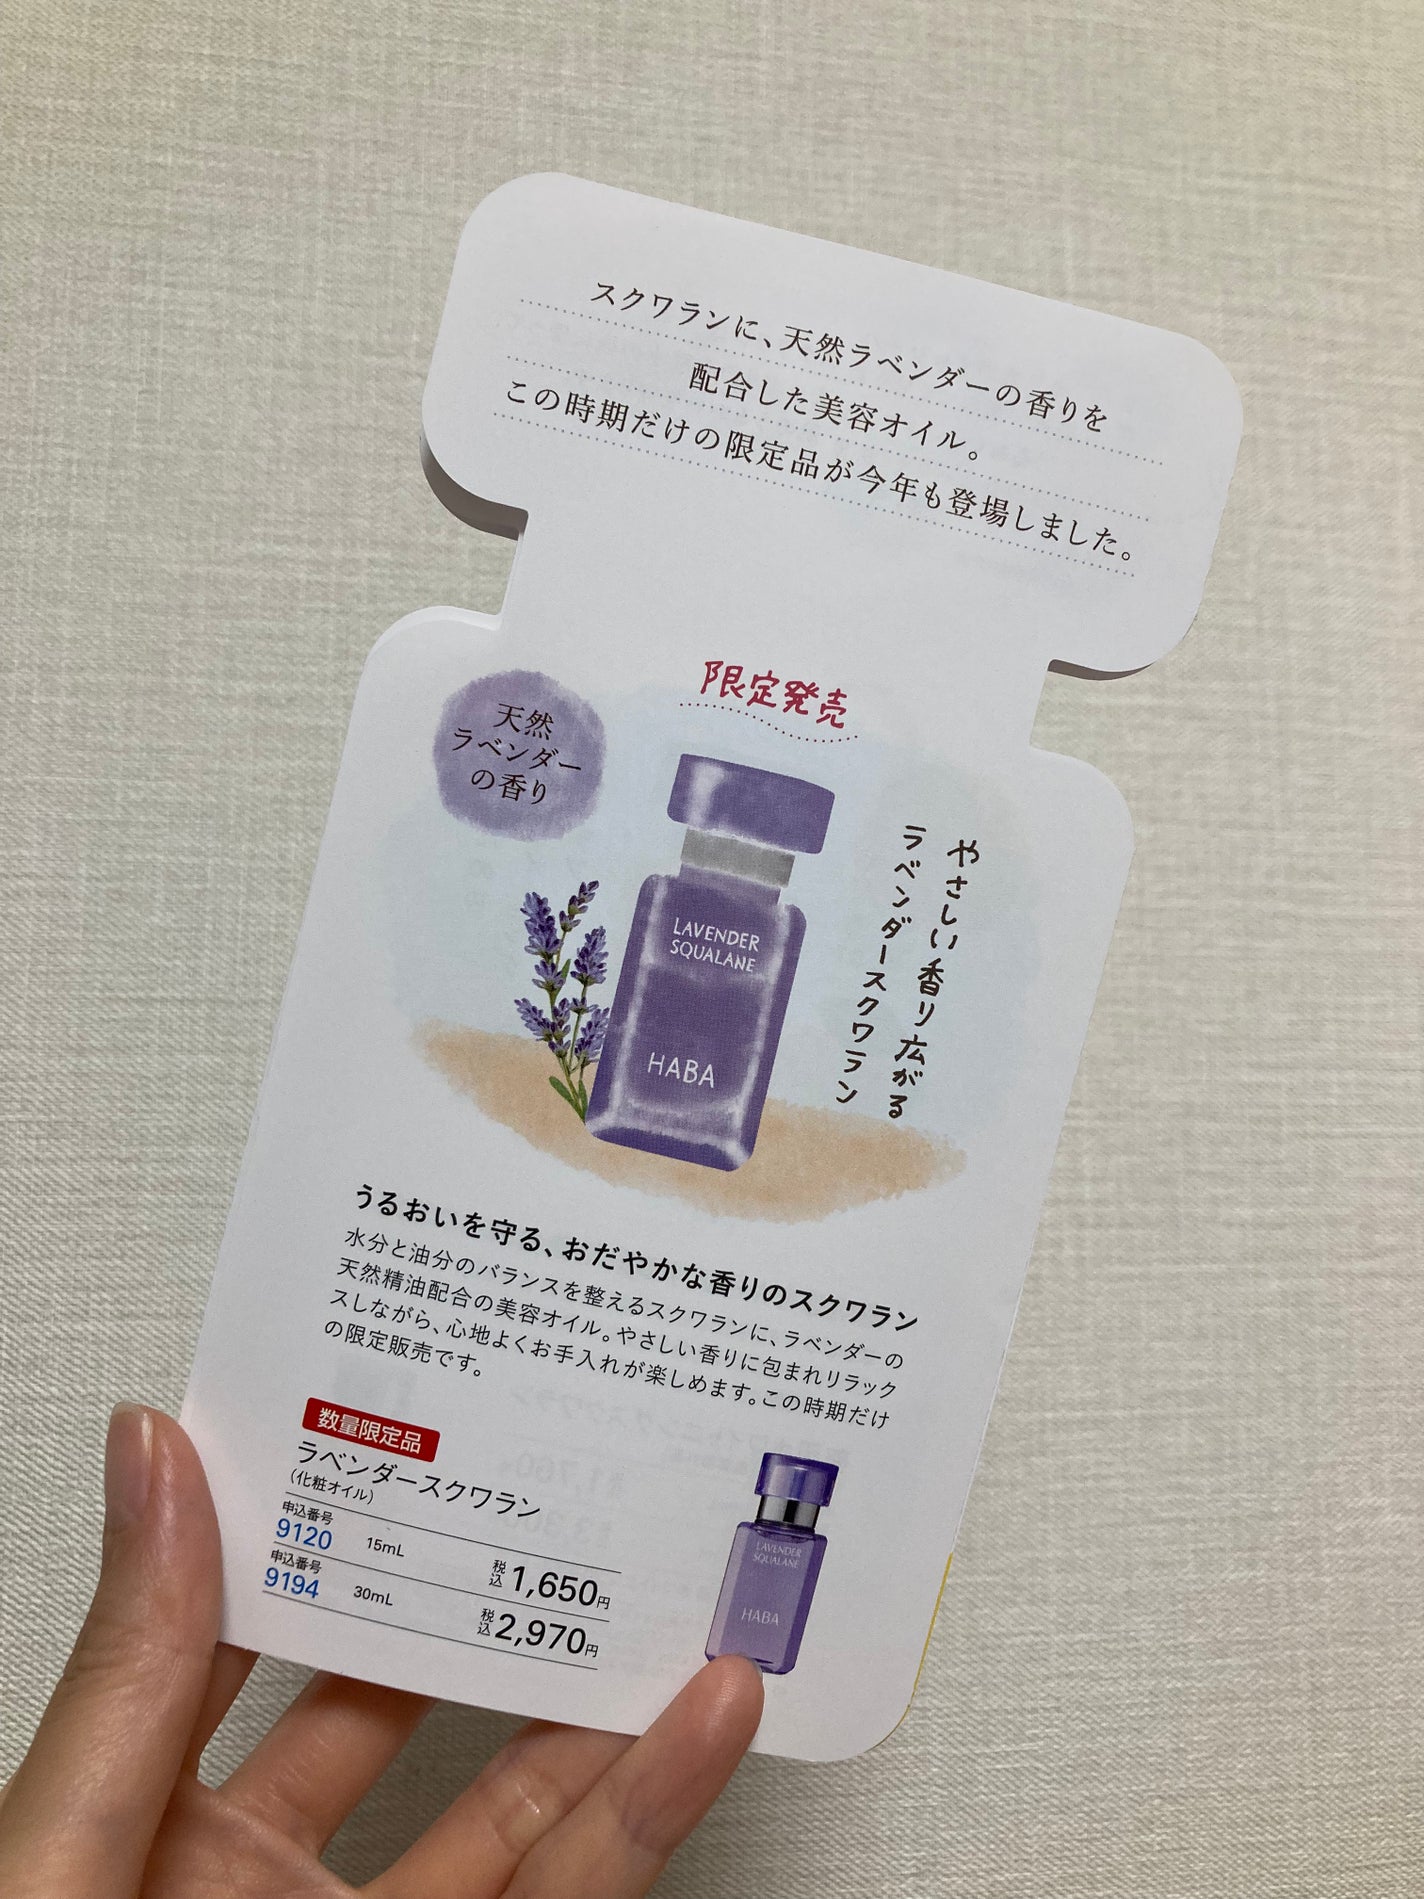 スクワランに、天然ラベンダーの香りを
配合した美容オイル。
この時期だけの限定品が今年も登場しました。
限定発売
天然
ラベンダー
の香り
やさしい香り広がる
ラベンダースクワラン
LAVENDER
SQUALANE
HABA
うるおいを守る、おだやかな香りのスクワラン
水分と油分のバランスを整えるスクワランに、ラベンダーの
天然精油配合の美容オイル。やさしい香りに包まれリラック
スしながら、心地よくお手入れが楽しめます。この時期だけ
の限定販売です。
数量限定品
ラベンダースクワラン
（化粧オイル）
申込番号
9120 15mL 税込1,650円
申込番号
9194 30mL 税込2,970円
LAVENDER
SQUALANE
HABA